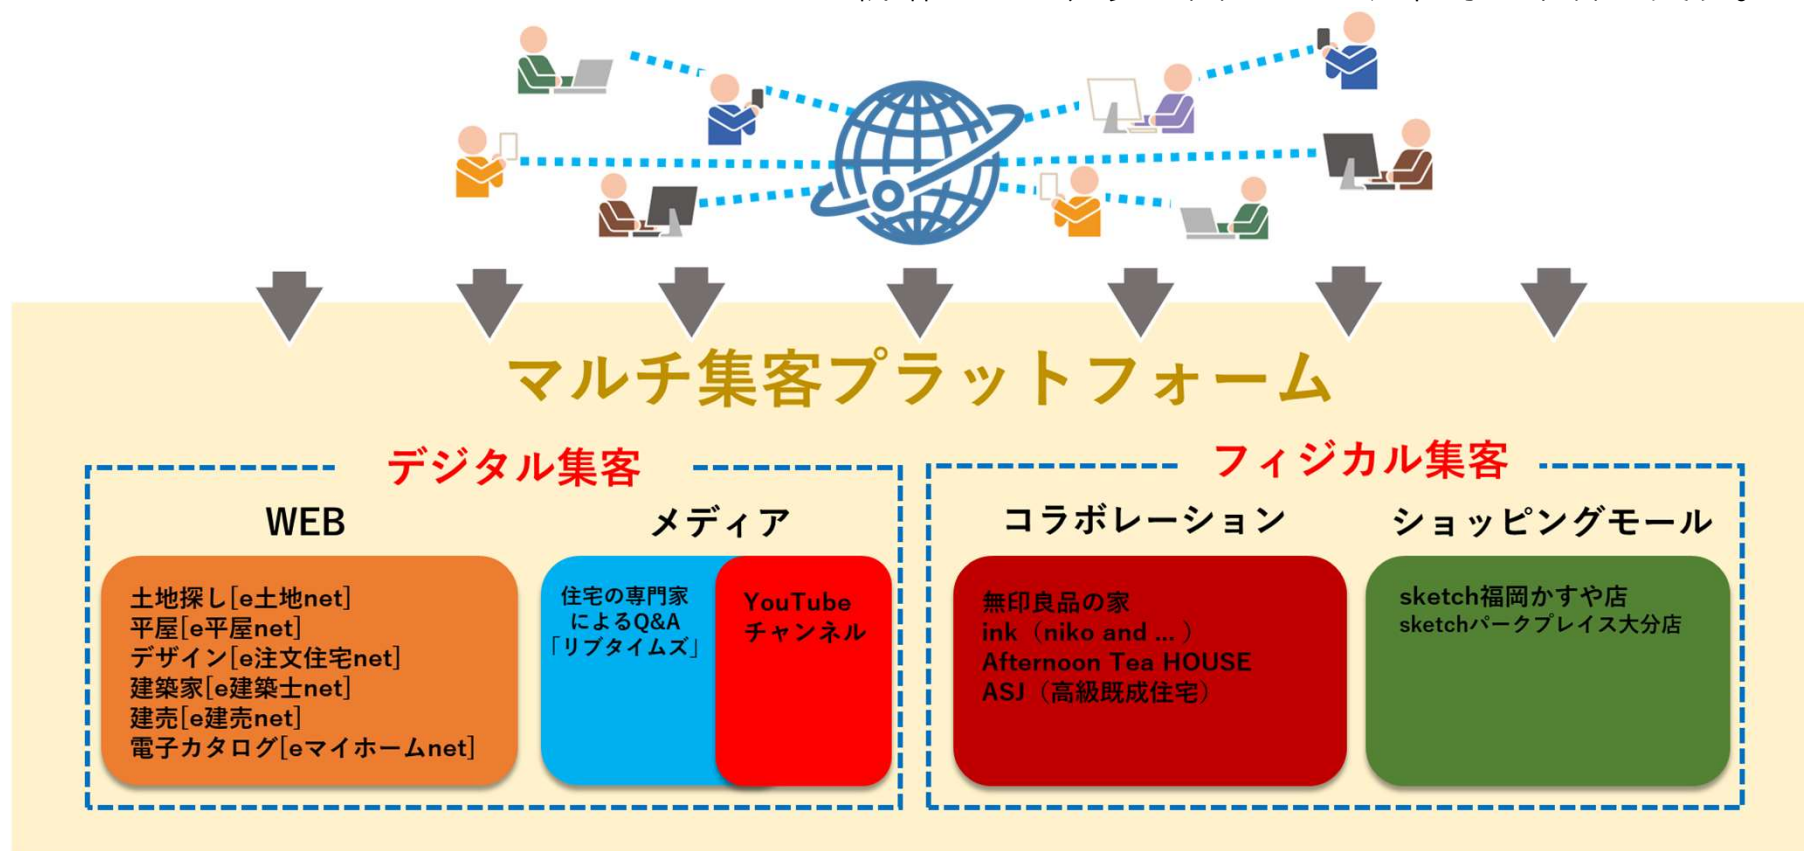 マルチ集客プラットフォーム
デジタル集客
WEB
土地探し[e土地net]
平屋[e平屋net]
デザイン[e注文住宅net]
建築家[e建築士net]
建売[e建売net]
電子カタログ[eマイホームnet]
メディア
住宅の専門家
によるQ&A
「リブタイムズ」
YouTube
チャンネル
フィジカル集客
コラボレーション
無印良品の家
ink（niko and ... ）
Afternoon Tea HOUSE
ASJ（高級既成住宅）
ショッピングモール
sketch福岡かすや店
sketchパークプレイス大分店